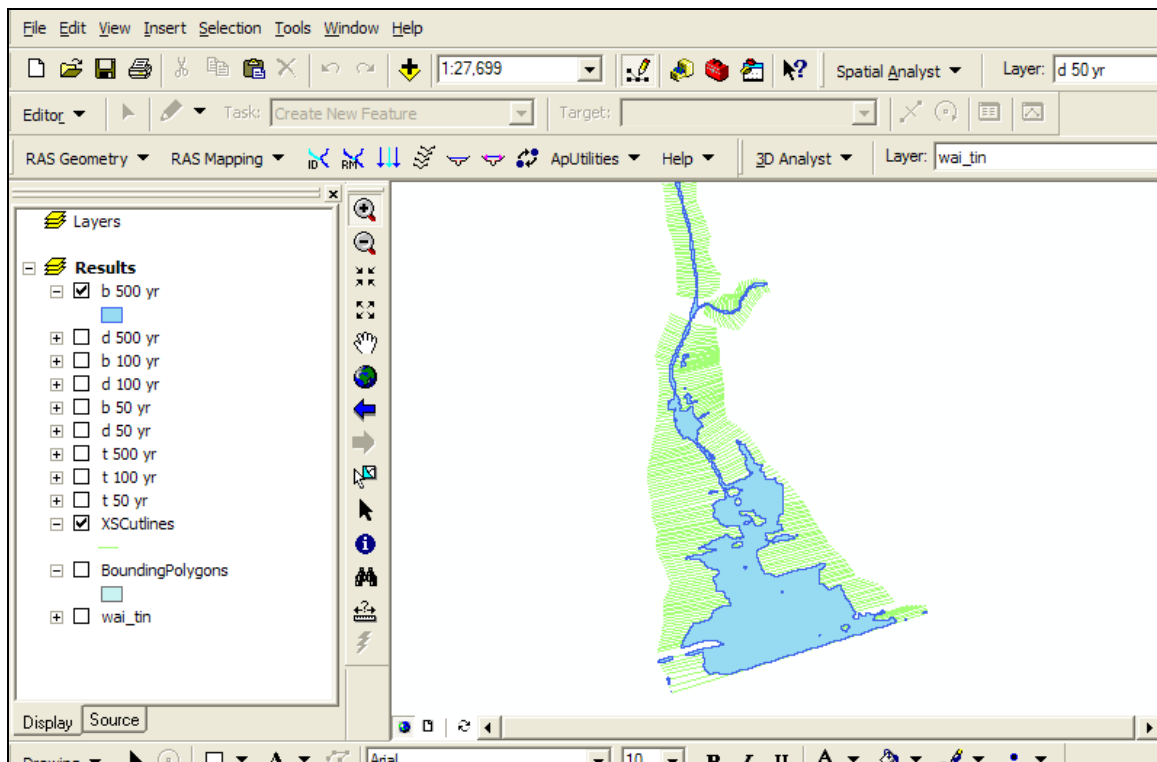 File Edit View Insert Selection Tools Window Help
1:27,699 Spatial Analyst Layer: d 50 yr
Editor Task: Create New Feature Target:
RAS Geometry RAS Mapping ID RM ApUtilities Help 3D Analyst Layer: wai_tin
Layers
Results
b 500 yr
d 500 yr
b 100 yr
d 100 yr
b 50 yr
d 50 yr
t 500 yr
t 100 yr
t 50 yr
XSCutlines
BoundingPolygons
wai_tin
Display Source
Drawing A Arial 10 B I U A